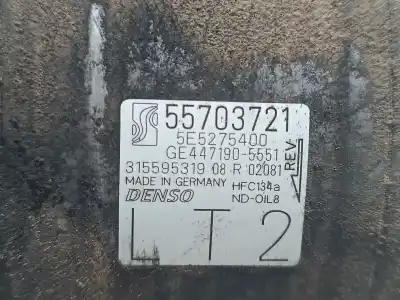 55703721
5E5275400
GE447190-5551
315595319 08 R 02081
REV
MADE IN GERMANY HFC134a
DENSO ND-OIL8
LT2